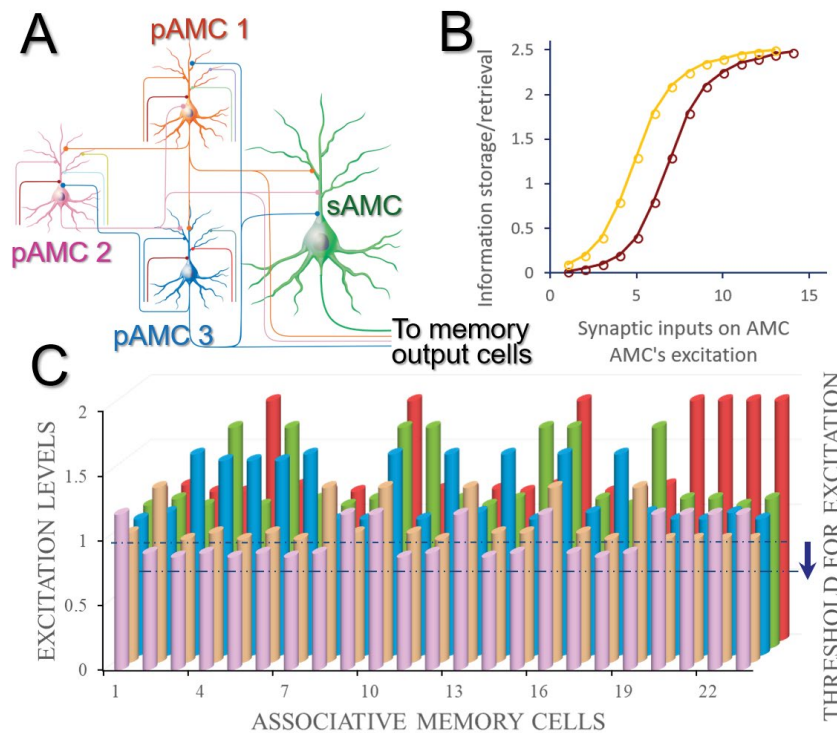 A
pAMC 1
pAMC 2
pAMC 3
sAMC
To memory
output cells
B
Information storage/retrieval
2.5
2
1.5
1
0.5
0
0
5
10
15
Synaptic inputs on AMC
AMC's excitation
C
EXCITATION LEVELS
2
1.5
1
0.5
0
1
4
7
10
13
16
19
22
ASSOCIATIVE MEMORY CELLS
THRESHOLD FOR EXCITATION